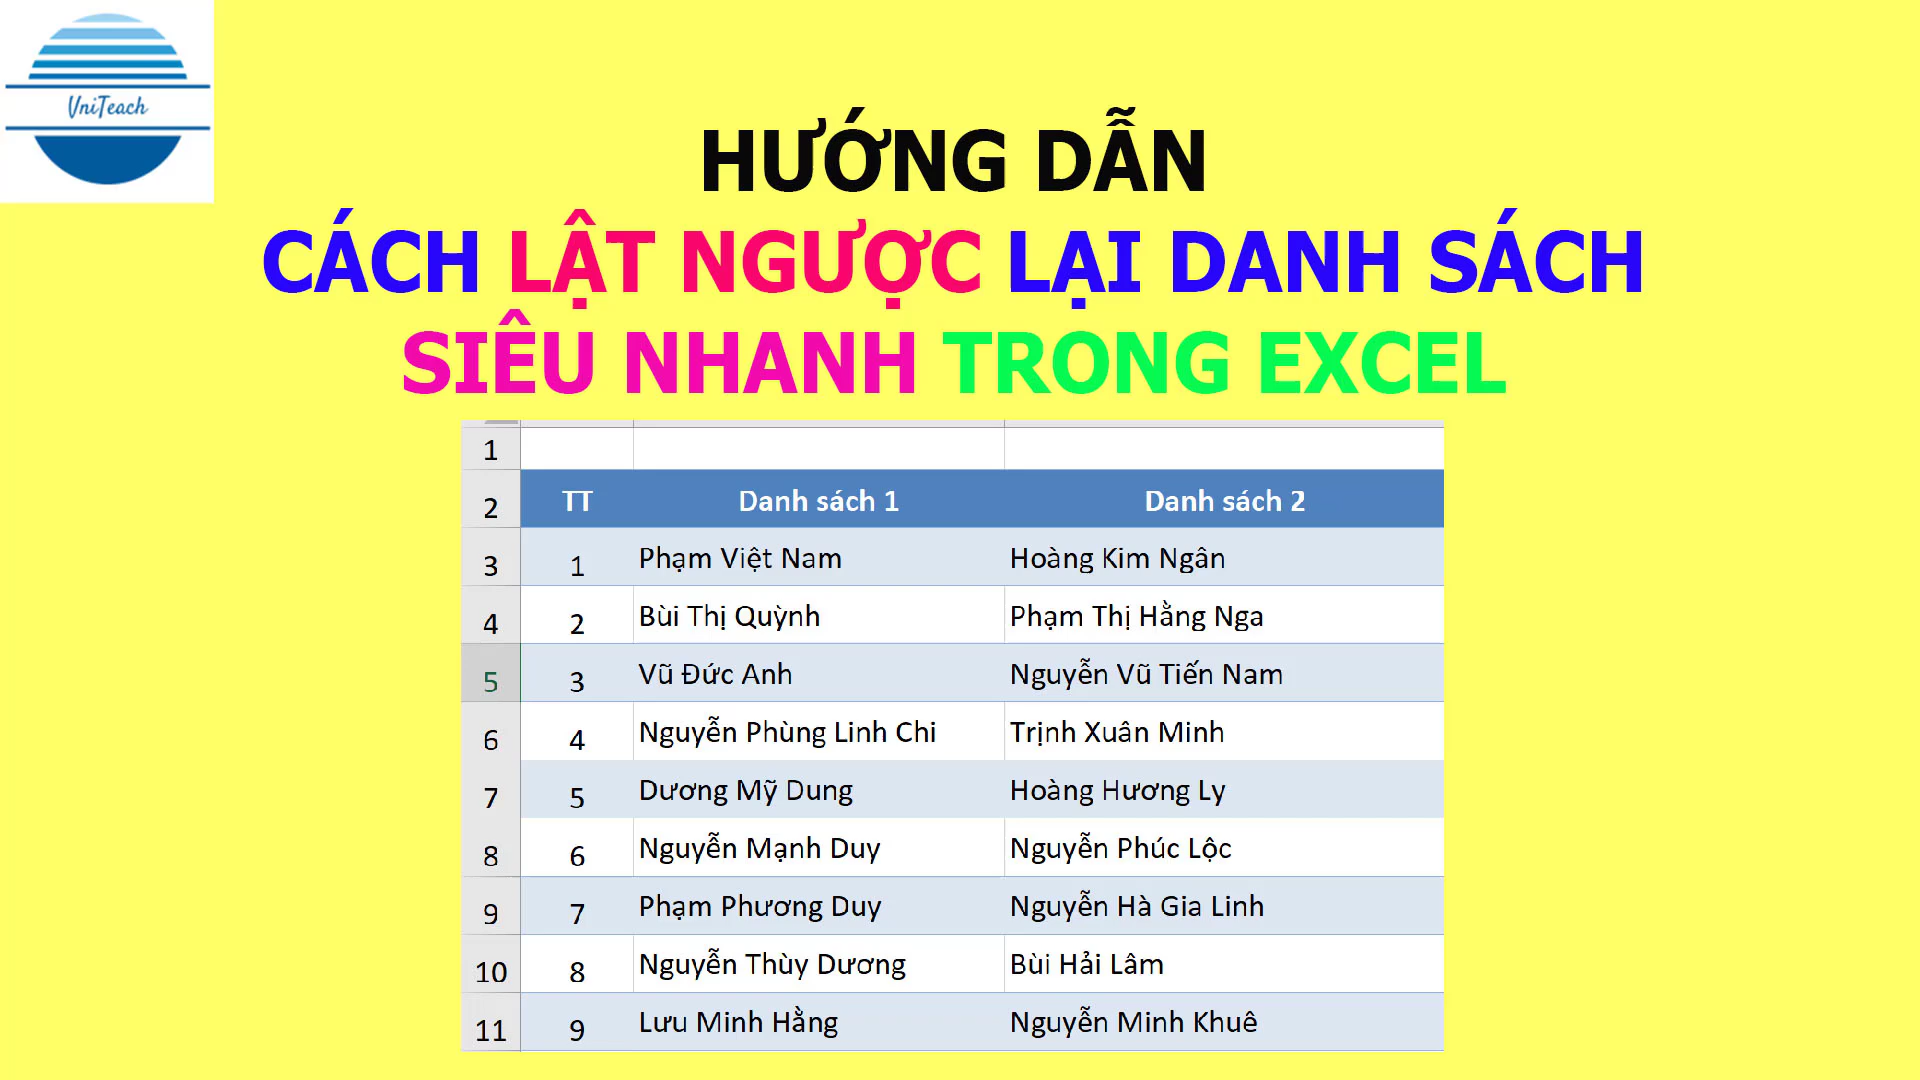 UniTeach
HƯỚNG DẪN
CÁCH LẬT NGƯỢC LẠI DANH SÁCH
SIÊU NHANH TRONG EXCEL
1
2 TT Danh sách 1 Danh sách 2
3 1 Phạm Việt Nam Hoàng Kim Ngân
4 2 Bùi Thị Quỳnh Phạm Thị Hằng Nga
5 3 Vũ Đức Anh Nguyễn Vũ Tiến Nam
6 4 Nguyễn Phùng Linh Chi Trịnh Xuân Minh
7 5 Dương Mỹ Dung Hoàng Hương Ly
8 6 Nguyễn Mạnh Duy Nguyễn Phúc Lộc
9 7 Phạm Phương Duy Nguyễn Hà Gia Linh
10 8 Nguyễn Thùy Dương Bùi Hải Lâm
11 9 Lưu Minh Hằng Nguyễn Minh Khuê